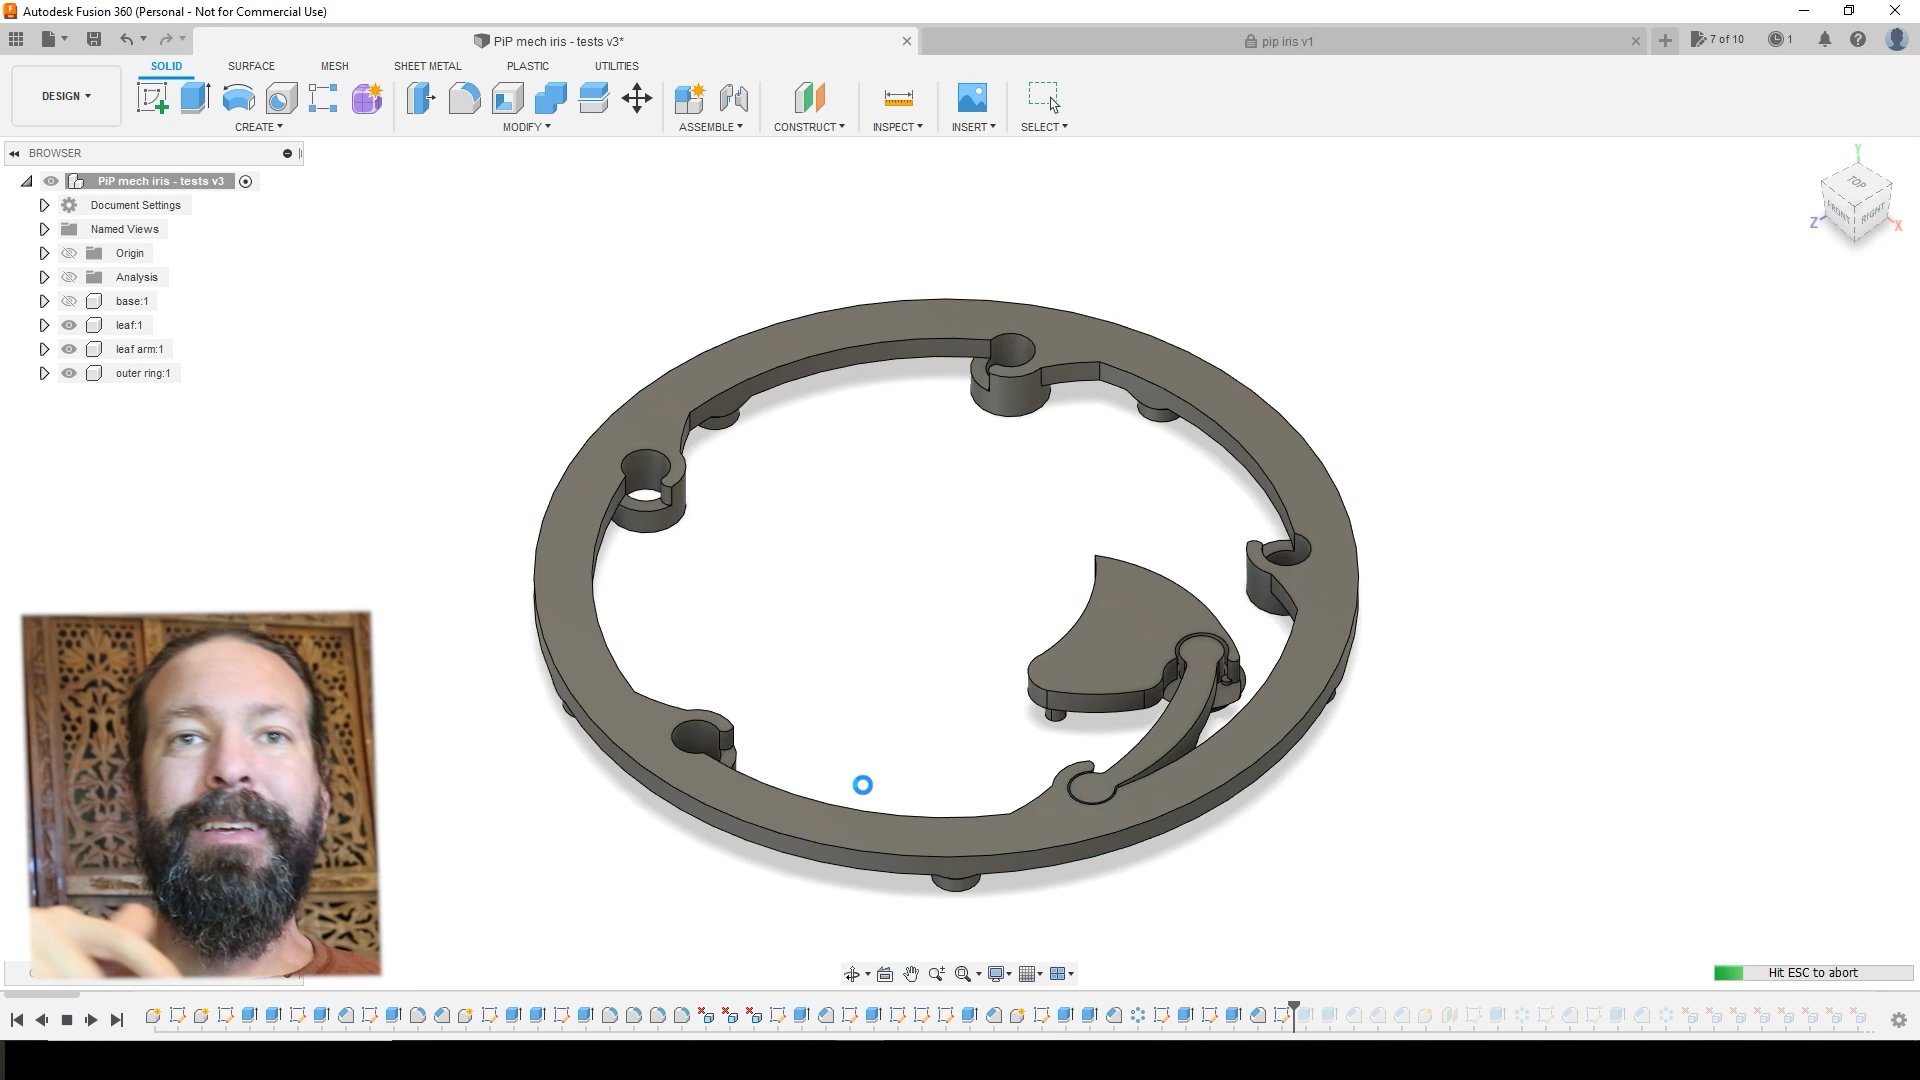 Autodesk Fusion 360 (Personal - Not for Commercial Use)
PiP mech iris - tests v3*
pip iris v1
7 of 10
1
DESIGN
SOLID
SURFACE
MESH
SHEET METAL
PLASTIC
UTILITIES
CREATE
MODIFY
ASSEMBLE
CONSTRUCT
INSPECT
INSERT
SELECT
BROWSER
PiP mech iris - tests v3
Document Settings
Named Views
Origin
Analysis
base:1
leaf:1
leaf arm:1
outer ring:1
Y
TOP
FRONT
RIGHT
Z
X
Hit ESC to abort